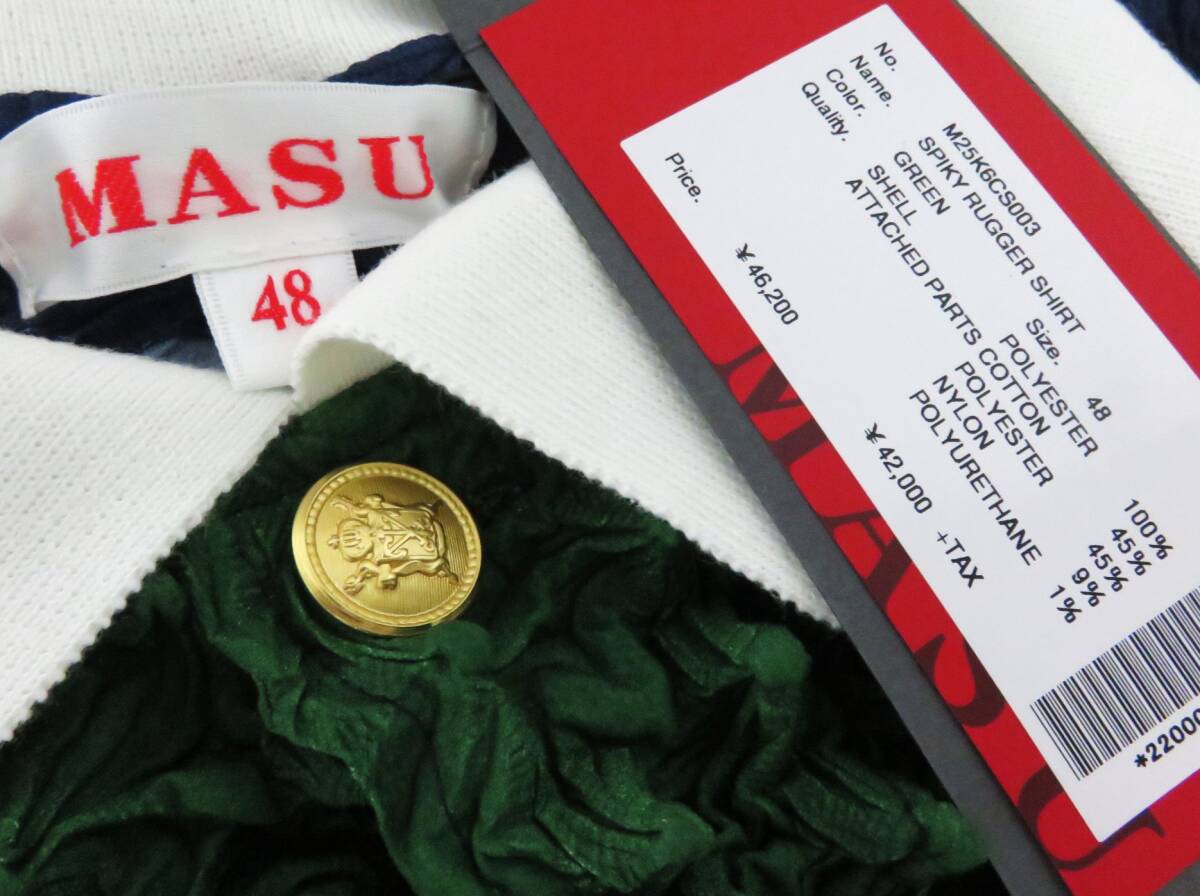 MASU
48
No. M25K6CS003
Name. SPIKY RUGGER SHIRT
Color. GREEN Size. 48
Quality. SHELL POLYESTER 100%
ATTACHED PARTS COTTON 45%
POLYESTER 45%
NYLON 9%
POLYURETHANE 1%
Price. ¥46,200 ¥42,000 +TAX
MASU